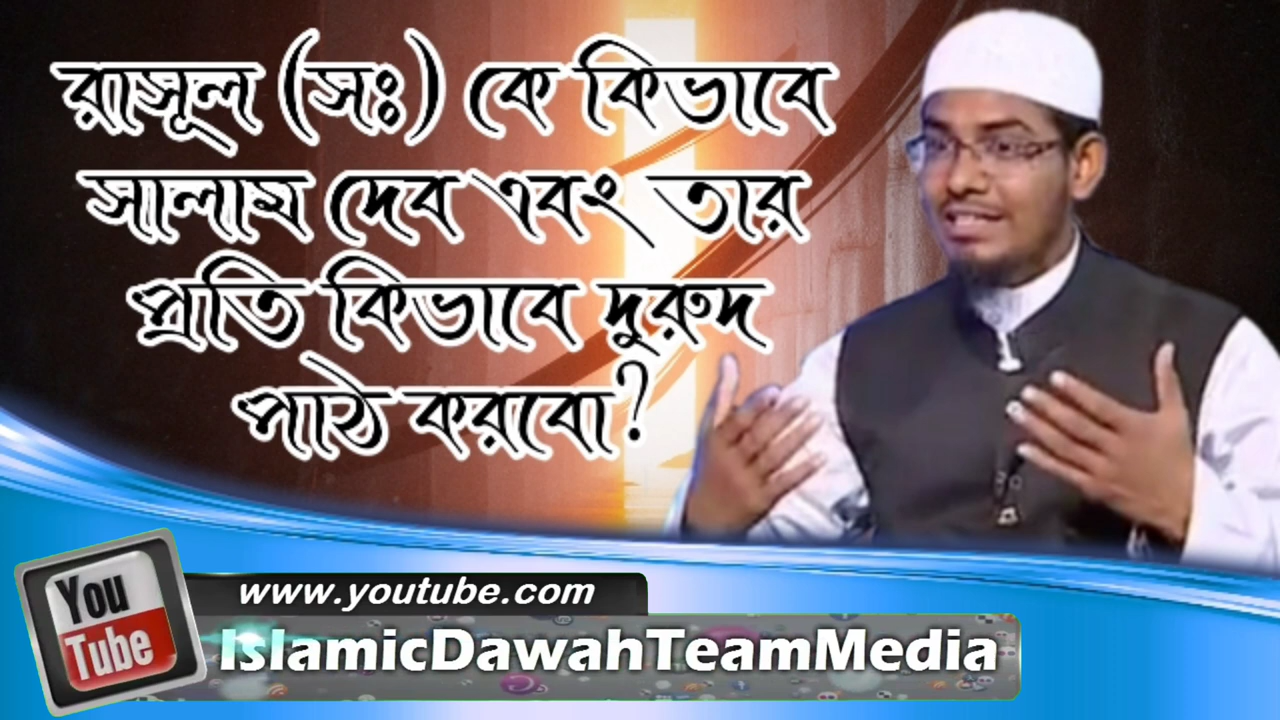 রাসূল (সঃ) কে কিভাবে
সালাম দেব এবং তার
প্রতি কিভাবে দুরুদ
পাঠ করবো?
You
Tube
www.youtube.com
IslamicDawahTeamMedia